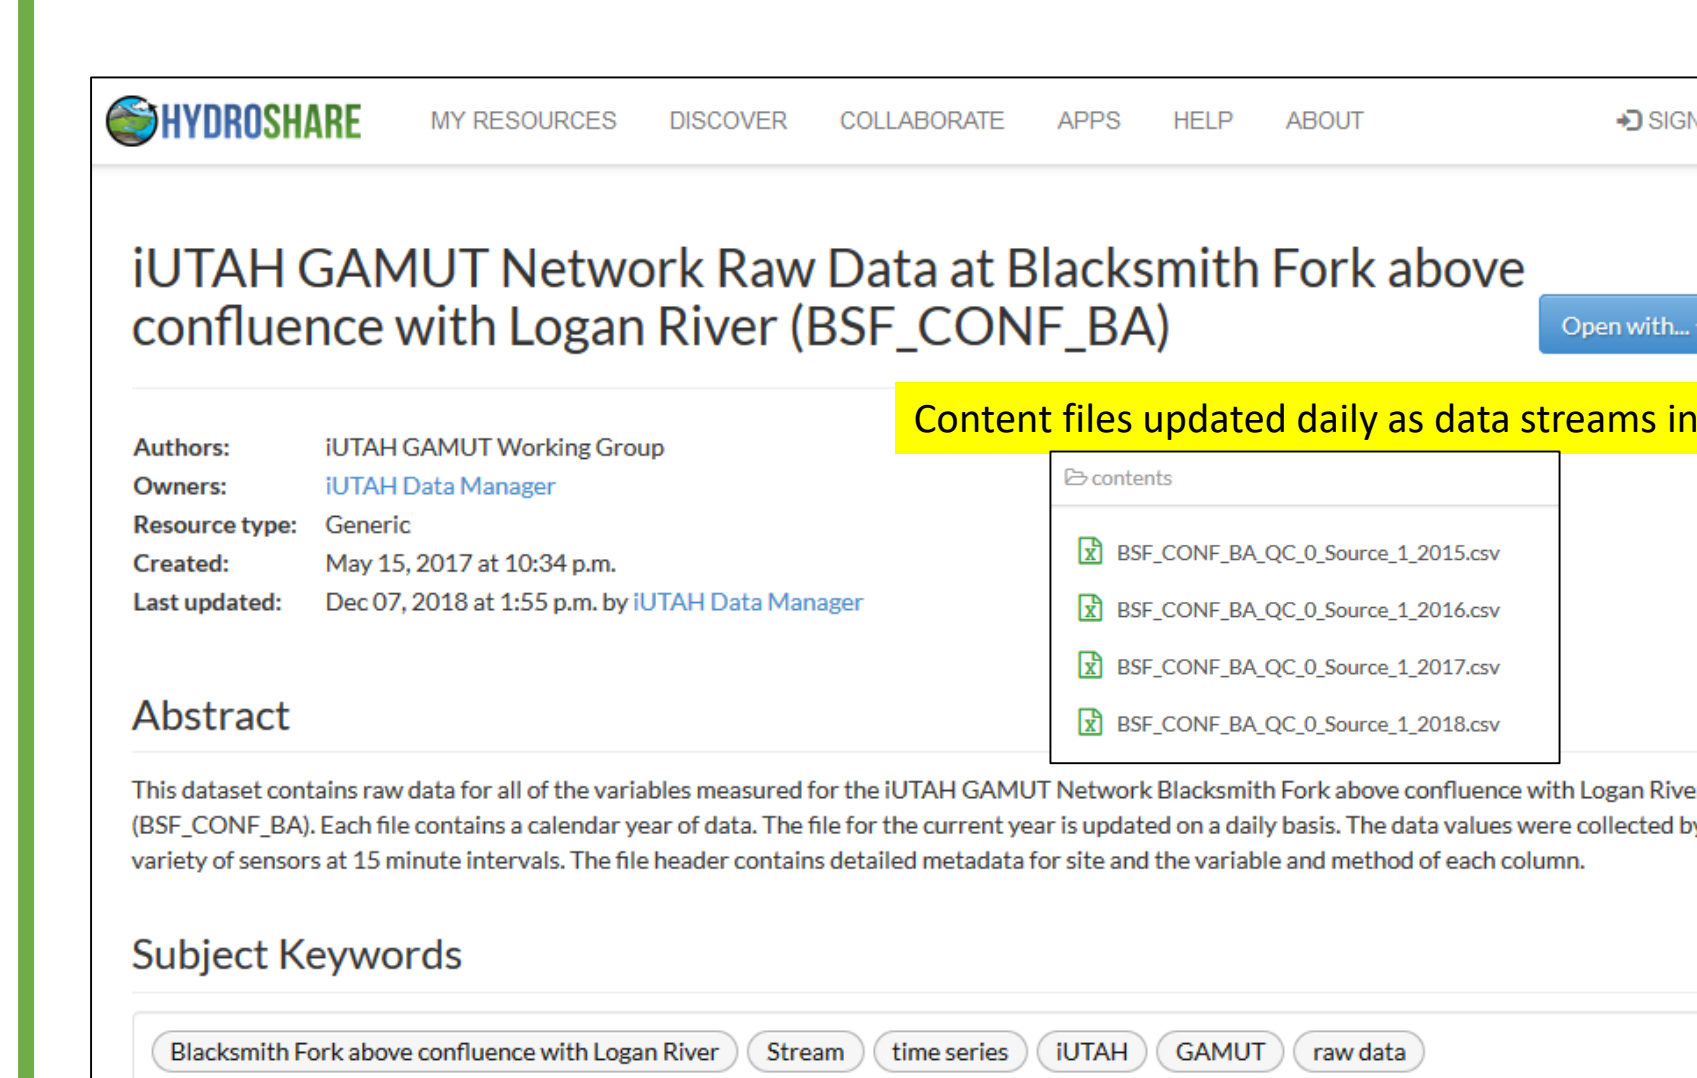 HYDROSHARE MY RESOURCES DISCOVER COLLABORATE APPS HELP ABOUT SIGN
iUTAH GAMUT Network Raw Data at Blacksmith Fork above
confluence with Logan River (BSF_CONF_BA)
Open with...
Content files updated daily as data streams in
Authors: iUTAH GAMUT Working Group
Owners: iUTAH Data Manager
Resource type: Generic
Created: May 15, 2017 at 10:34 p.m.
Last updated: Dec 07, 2018 at 1:55 p.m. by iUTAH Data Manager
contents
BSF_CONF_BA_QC_0_Source_1_2015.csv
BSF_CONF_BA_QC_0_Source_1_2016.csv
BSF_CONF_BA_QC_0_Source_1_2017.csv
BSF_CONF_BA_QC_0_Source_1_2018.csv
Abstract
This dataset contains raw data for all of the variables measured for the iUTAH GAMUT Network Blacksmith Fork above confluence with Logan Rive
(BSF_CONF_BA). Each file contains a calendar year of data. The file for the current year is updated on a daily basis. The data values were collected by
variety of sensors at 15 minute intervals. The file header contains detailed metadata for site and the variable and method of each column.
Subject Keywords
Blacksmith Fork above confluence with Logan River Stream time series iUTAH GAMUT raw data